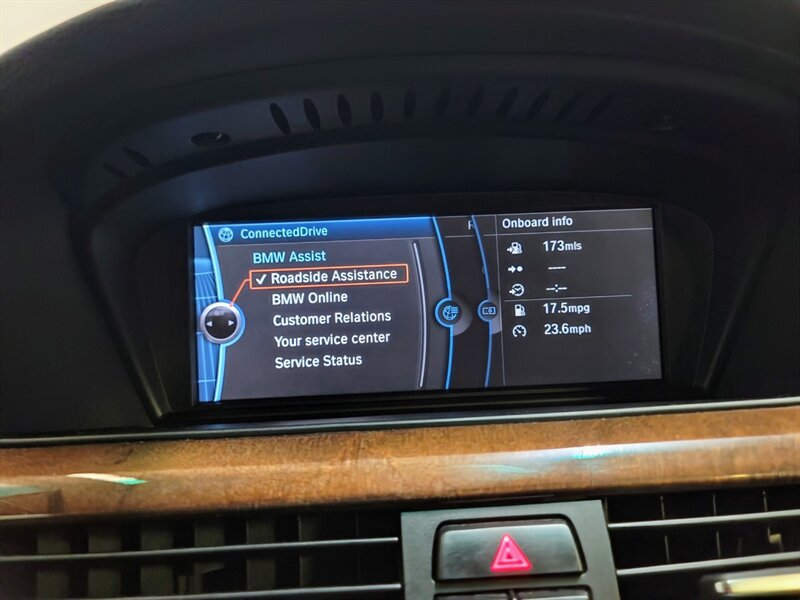 ConnectedDrive
BMW Assist
✓ Roadside Assistance
BMW Online
Customer Relations
Your service center
Service Status
Onboard info
173mls
----
--:--
17.5mpg
23.6mph